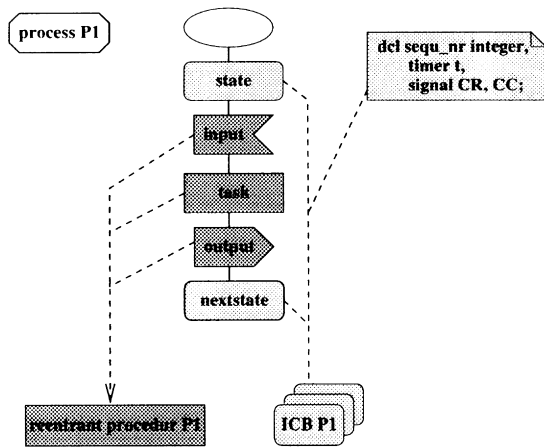 process P1
dcl sequ_nr integer,
timer t,
signal CR, CC;
state
input
task
output
nextstate
reentrant procedur P1
ICB P1